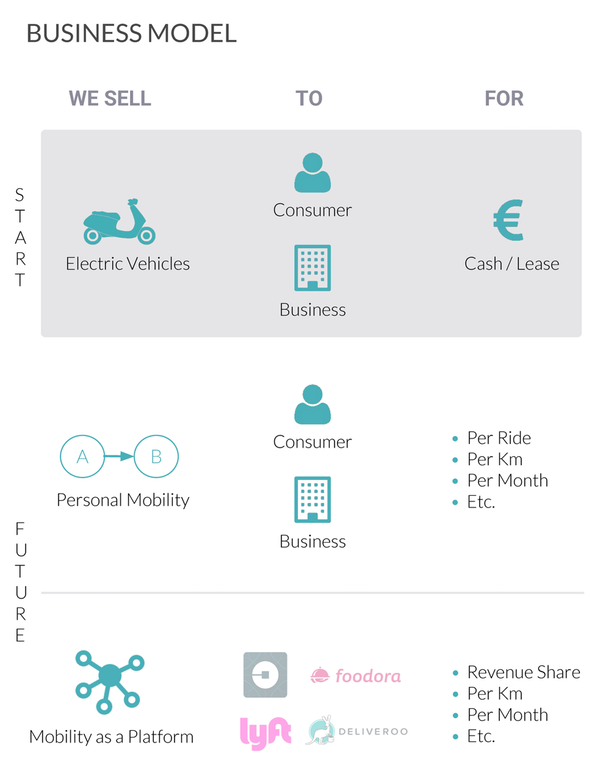 BUSINESS MODEL
WE SELL
TO
FOR
START
Electric Vehicles
Consumer
Business
Cash / Lease
FUTURE
A
B
Personal Mobility
Consumer
Business
Per Ride
Per Km
Per Month
Etc.
Mobility as a Platform
foodora
lyft
DELIVEROO
Revenue Share
Per Km
Per Month
Etc.